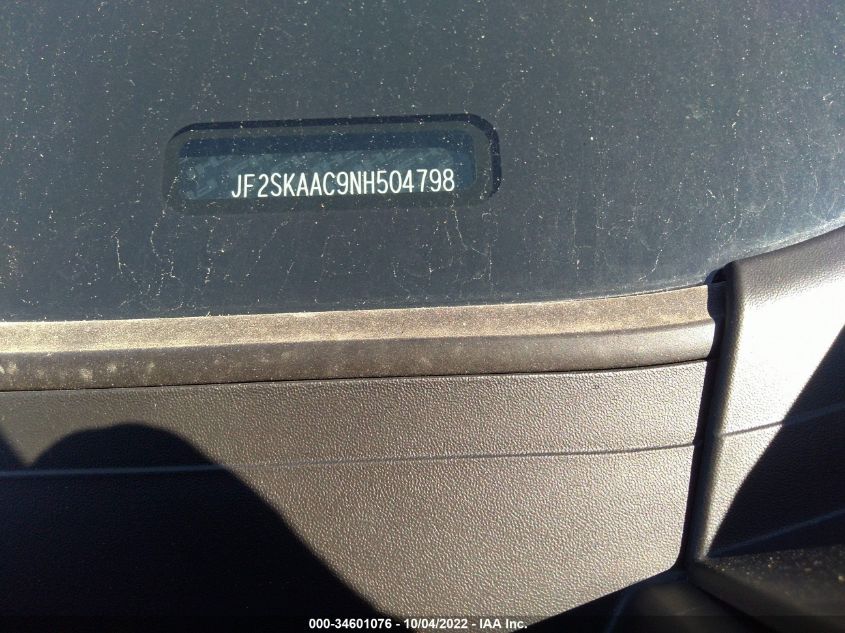 JF2SKAAC9NH504798
000-34601076 - 10/04/2022 - IAA Inc.